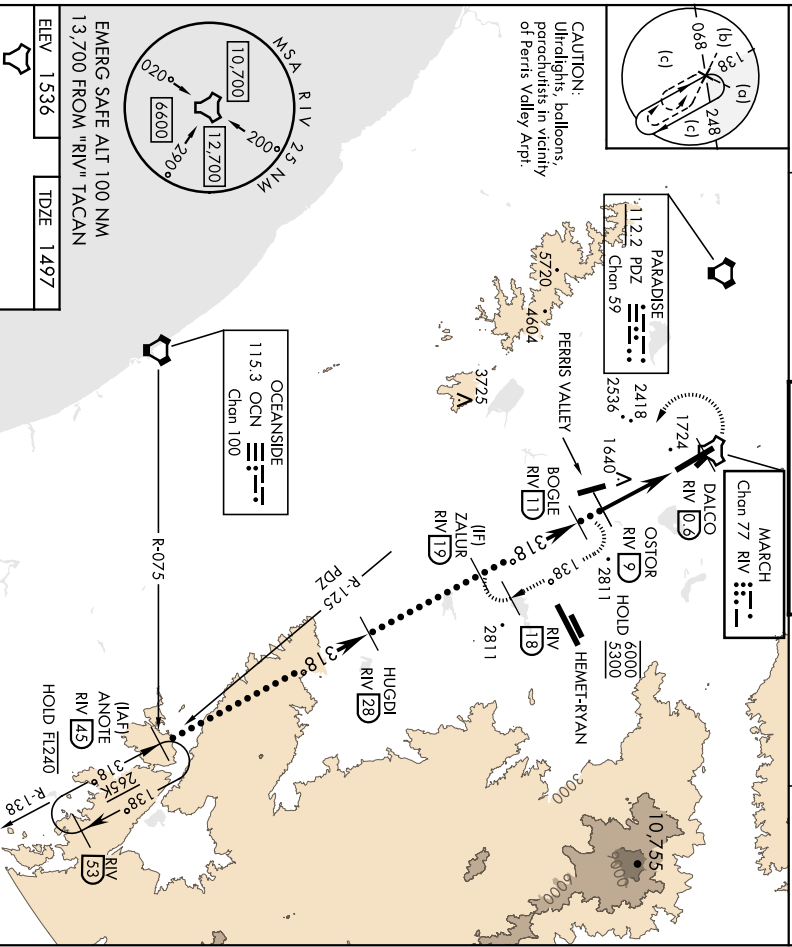 (b)
138
(a)
068
(c)
(c)
248
CAUTION:
Ultralights, balloons,
parachutists in vicinity
of Perris Valley Arpt.
MSA RIV 25 NM
10,700
020°
200°
6600
12,700
290°
EMERG SAFE ALT 100 NM
13,700 FROM "RIV" TACAN
ELEV 1536
TDZE 1497
PARADISE
112.2 PDZ
Chan 59
5720
4604
3725
2418
2536
1724
1640
PERRIS VALLEY
MARCH
Chan 77 RIV
DALCO
RIV 0.6
OSTOR
RIV 9
BOGLE
RIV 11
2811
HOLD 6000
5300
318°
138°
(IF)
ZALUR
RIV 19
RIV
18
2811
HEMET-RYAN
OCEANSIDE
115.3 OCN
Chan 100
R-075
R-125
PDZ
HUGDI
RIV 28
318°
(IAF)
ANOTE
RIV 45
HOLD FL240
318°
265K
138°
R-138
RIV
53
3000
10,755
9000
6000